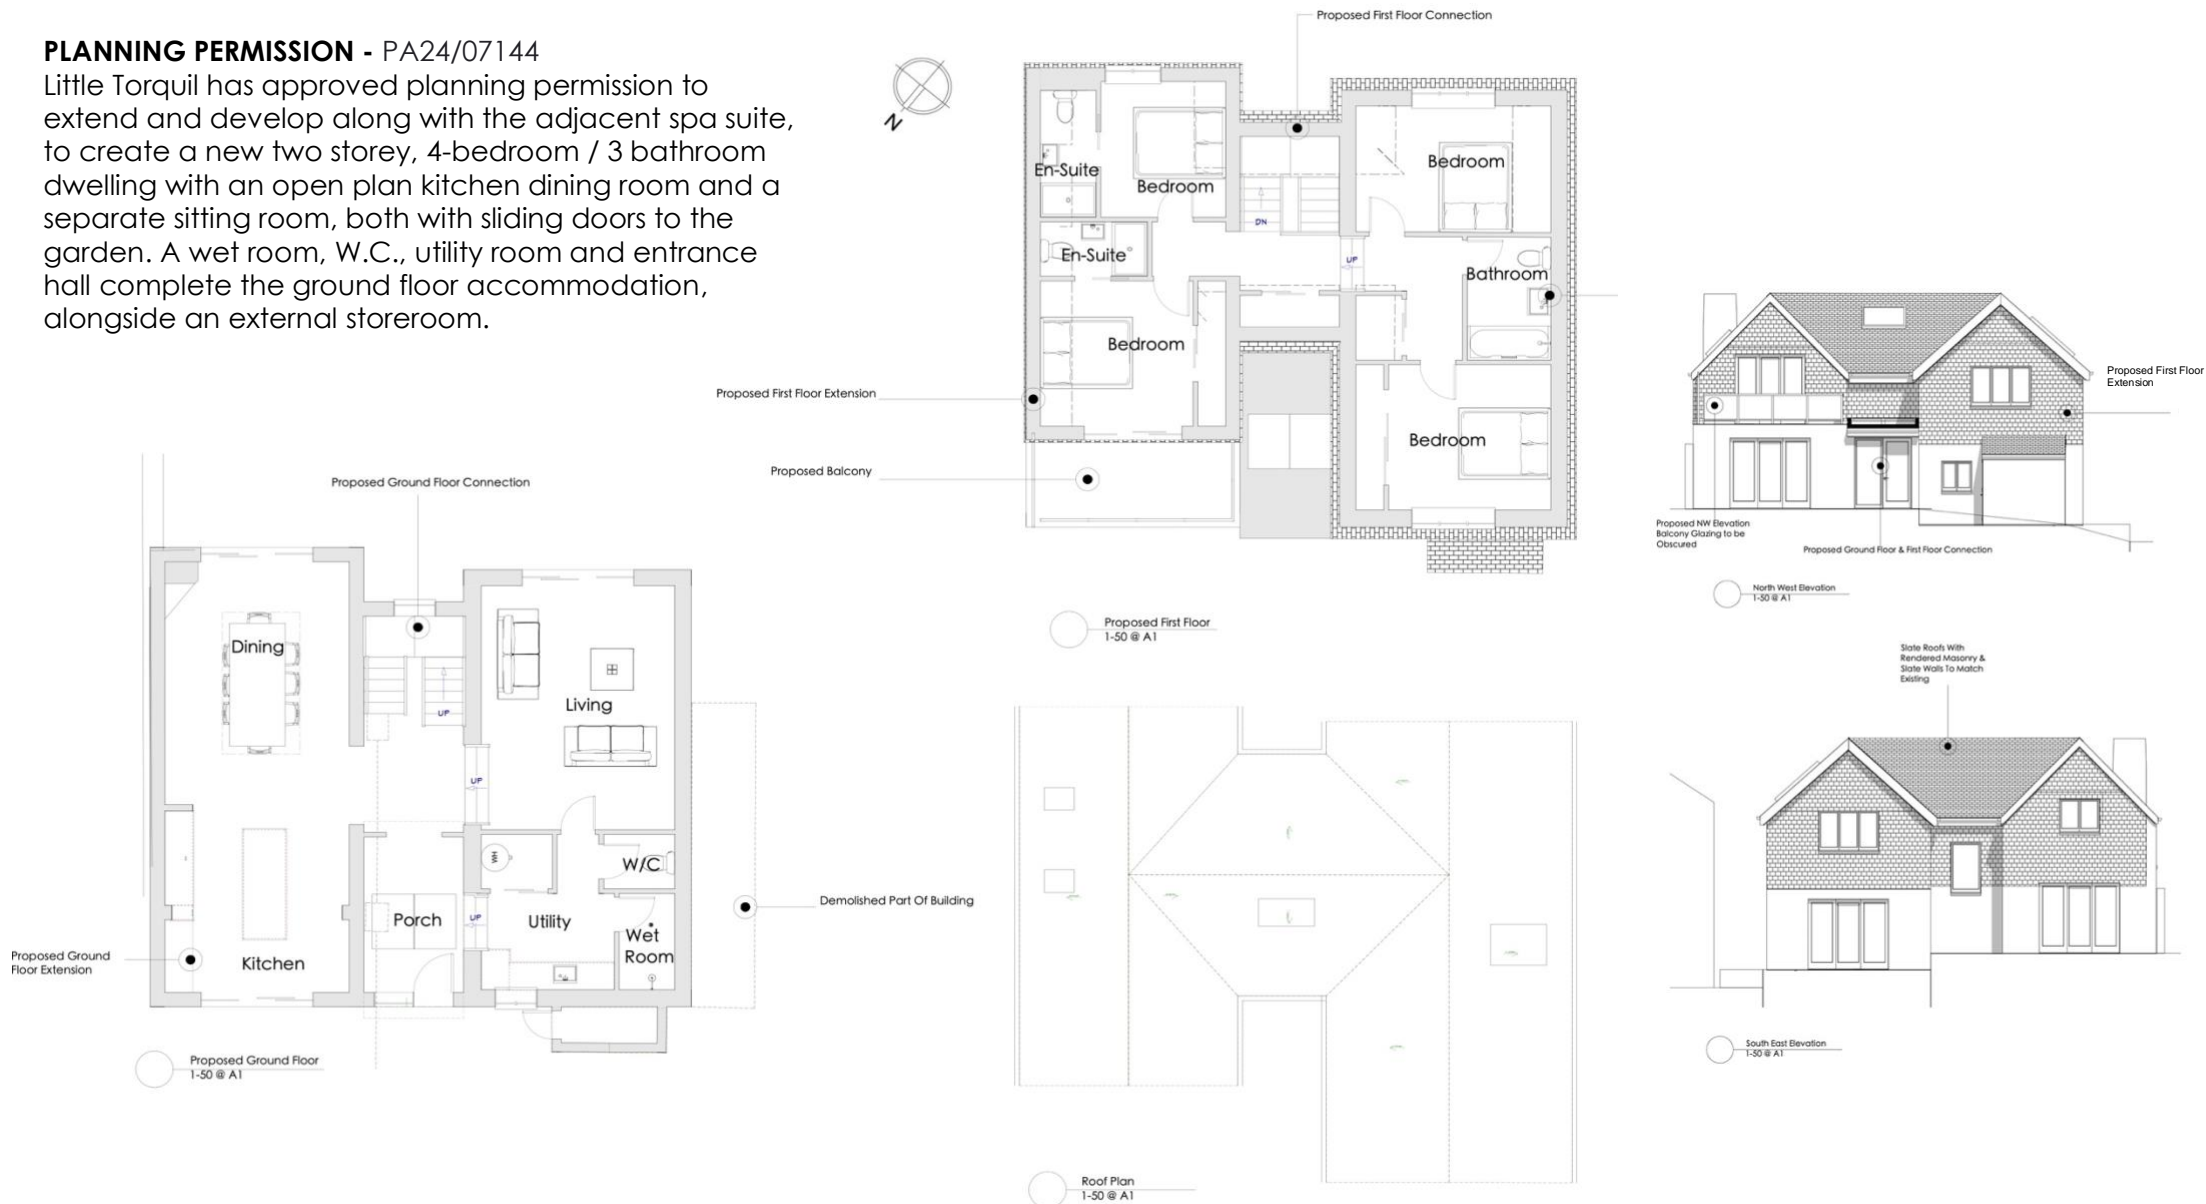 PLANNING PERMISSION - PA24/07144
Little Torquil has approved planning permission to
extend and develop along with the adjacent spa suite,
to create a new two storey, 4-bedroom / 3 bathroom
dwelling with an open plan kitchen dining room and a
separate sitting room, both with sliding doors to the
garden. A wet room, W.C., utility room and entrance
hall complete the ground floor accommodation,
alongside an external storeroom.
N
Proposed First Floor Connection
En-Suite
Bedroom
Bedroom
DN
En-Suite
UP
Bathroom
Bedroom
Bedroom
Proposed First Floor Extension
Proposed Balcony
Proposed First Floor
1-50 @ A1
Proposed First Floor
Extension
Proposed NW Elevation
Balcony Glazing to be
Obscured
Proposed Ground Floor & First Floor Connection
North West Elevation
1-50 @ A1
Proposed Ground Floor Connection
Dining
UP
Living
UP
WH
W/C
Porch
UP
Utility
Wet
Room
Kitchen
Proposed Ground
Floor Extension
Demolished Part Of Building
Proposed Ground Floor
1-50 @ A1
Roof Plan
1-50 @ A1
Slate Roofs With
Rendered Masonry &
Slate Walls To Match
Existing
South East Elevation
1-50 @ A1